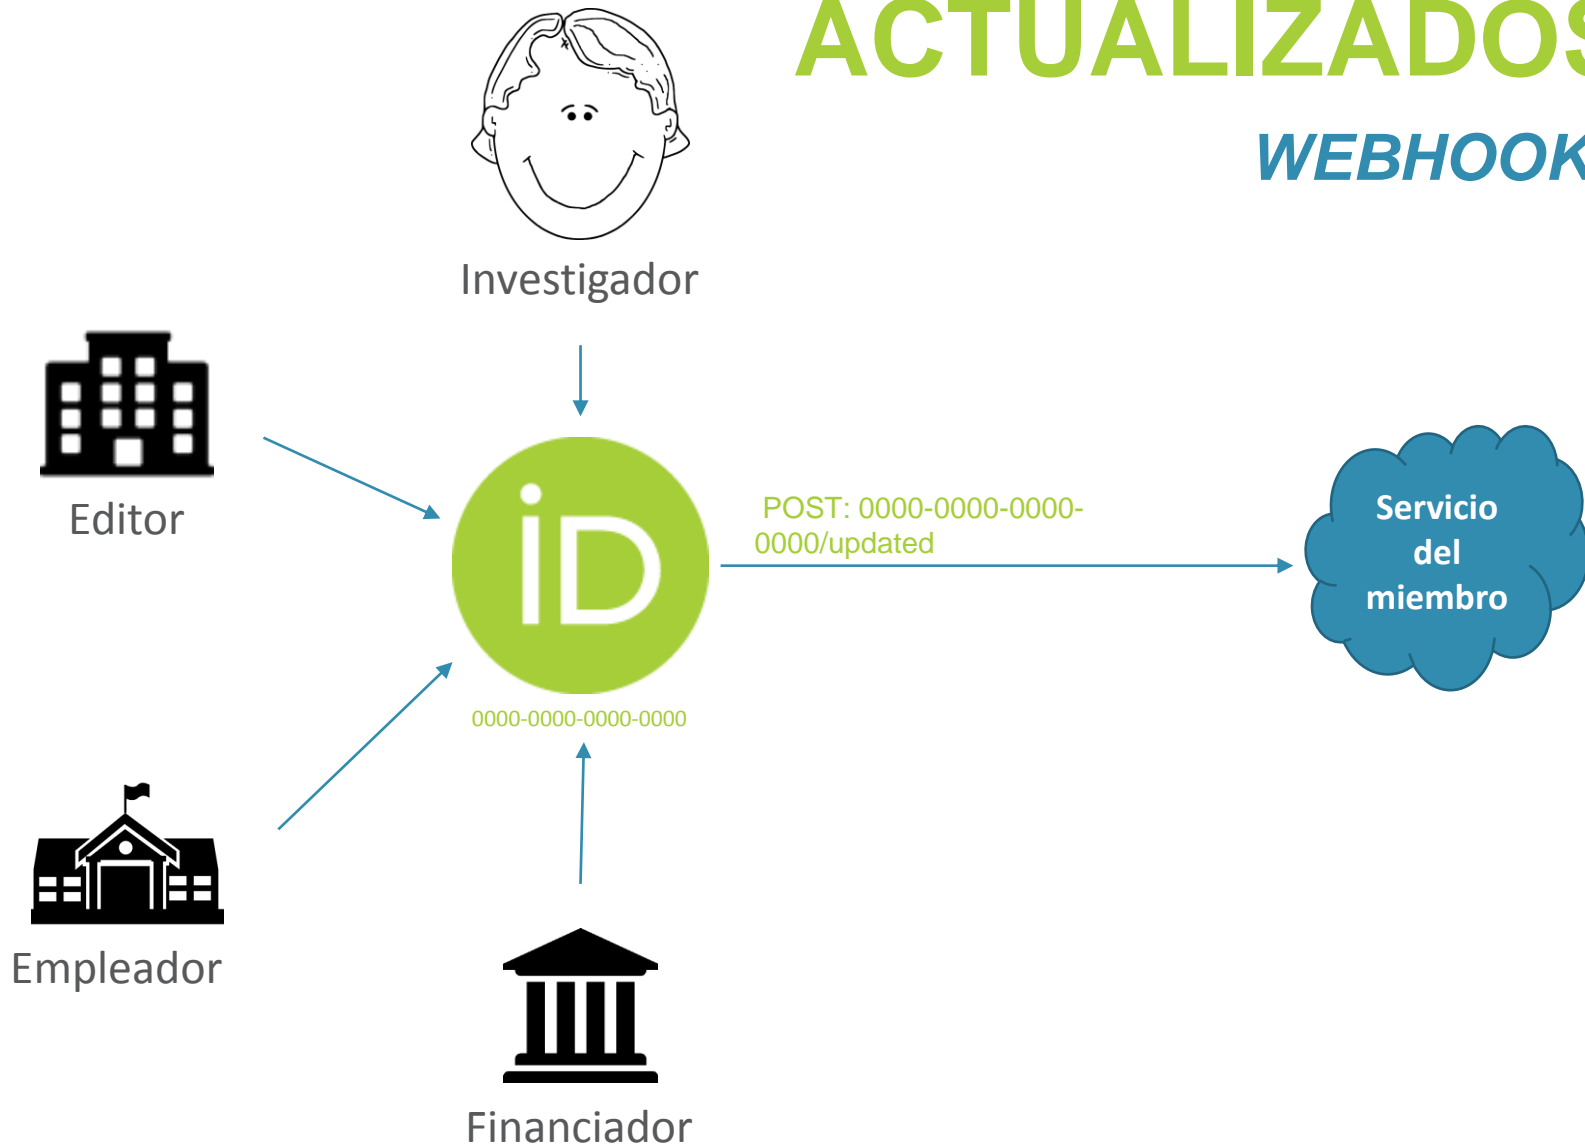 ACTUALIZADOS
WEBHOOK
Investigador
Editor
iD
POST: 0000-0000-0000-
0000/updated
Servicio
del
miembro
0000-0000-0000-0000
Empleador
Financiador